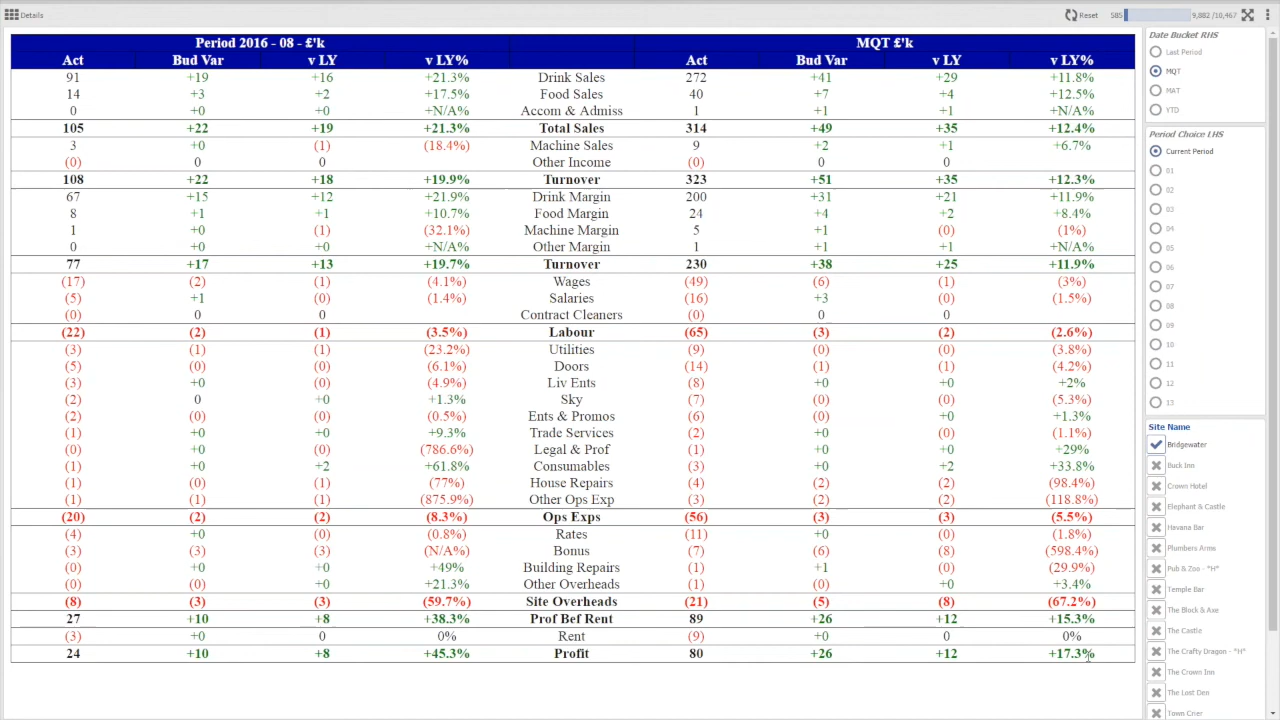 Details
Reset 585 9,882 /10,467
Period 2016 - 08 - £'k MQT £'k
Act Bud Var v LY v LY% Act Bud Var v LY v LY%
91 +19 +16 +21.3% Drink Sales 272 +41 +29 +11.8%
14 +3 +2 +17.5% Food Sales 40 +7 +4 +12.5%
0 +0 +0 +N/A% Accom & Admiss 1 +1 +1 +N/A%
105 +22 +19 +21.3% Total Sales 314 +49 +35 +12.4%
3 +0 (1) (18.4%) Machine Sales 9 +2 +1 +6.7%
(0) 0 0 Other Income (0) 0 0
108 +22 +18 +19.9% Turnover 323 +51 +35 +12.3%
67 +15 +12 +21.9% Drink Margin 200 +31 +21 +11.9%
8 +1 +1 +10.7% Food Margin 24 +4 +2 +8.4%
1 +0 (1) (32.1%) Machine Margin 5 +1 (0) (1%)
0 +0 +0 +N/A% Other Margin 1 +1 +1 +N/A%
77 +17 +13 +19.7% Turnover 230 +38 +25 +11.9%
(17) (2) (1) (4.1%) Wages (49) (6) (1) (3%)
(5) +1 (0) (1.4%) Salaries (16) +3 (0) (1.5%)
(0) 0 0 Contract Cleaners (0) 0 0
(22) (2) (1) (3.5%) Labour (65) (3) (2) (2.6%)
(3) (1) (1) (23.2%) Utilities (9) (0) (0) (3.8%)
(5) (0) (0) (6.1%) Doors (14) (1) (1) (4.2%)
(3) +0 (0) (4.9%) Liv Ents (8) +0 +0 +2%
(2) 0 +0 +1.3% Sky (7) (0) (0) (5.3%)
(2) (0) (0) (0.5%) Ents & Promos (6) (0) +0 +1.3%
(1) +0 +0 +9.3% Trade Services (2) +0 (0) (1.1%)
(0) +0 (0) (786.6%) Legal & Prof (1) +0 +0 +29%
(1) +0 +2 +61.8% Consumables (3) +0 +2 +33.8%
(1) (0) (1) (77%) House Repairs (4) (2) (2) (98.4%)
(1) (1) (1) (875.9%) Other Ops Exp (3) (2) (2) (118.8%)
(20) (2) (2) (8.3%) Ops Exps (56) (3) (3) (5.5%)
(4) +0 (0) (0.8%) Rates (11) +0 (0) (1.8%)
(3) (3) (3) (N/A%) Bonus (7) (6) (8) (598.4%)
(0) +0 +0 +49% Building Repairs (1) +1 (0) (29.9%)
(0) (0) +0 +21.3% Other Overheads (1) (0) +0 +3.4%
(8) (3) (3) (59.7%) Site Overheads (21) (5) (8) (67.2%)
27 +10 +8 +38.3% Prof Bef Rent 89 +26 +12 +15.3%
(3) +0 0 0% Rent (9) +0 0 0%
24 +10 +8 +45.3% Profit 80 +26 +12 +17.3%
Date Bucket RHS
Last Period
MQT
MAT
YTD
Period Choice LHS
Current Period
01
02
03
04
05
06
07
08
09
10
11
12
13
Site Name
Bridgewater
Buck Inn
Crown Hotel
Elephant & Castle
Havana Bar
Plumbers Arms
Pub & Zoo - *H*
Temple Bar
The Block & Axe
The Castle
The Crafty Dragon - *H*
The Crown Inn
The Lost Den
Town Crier